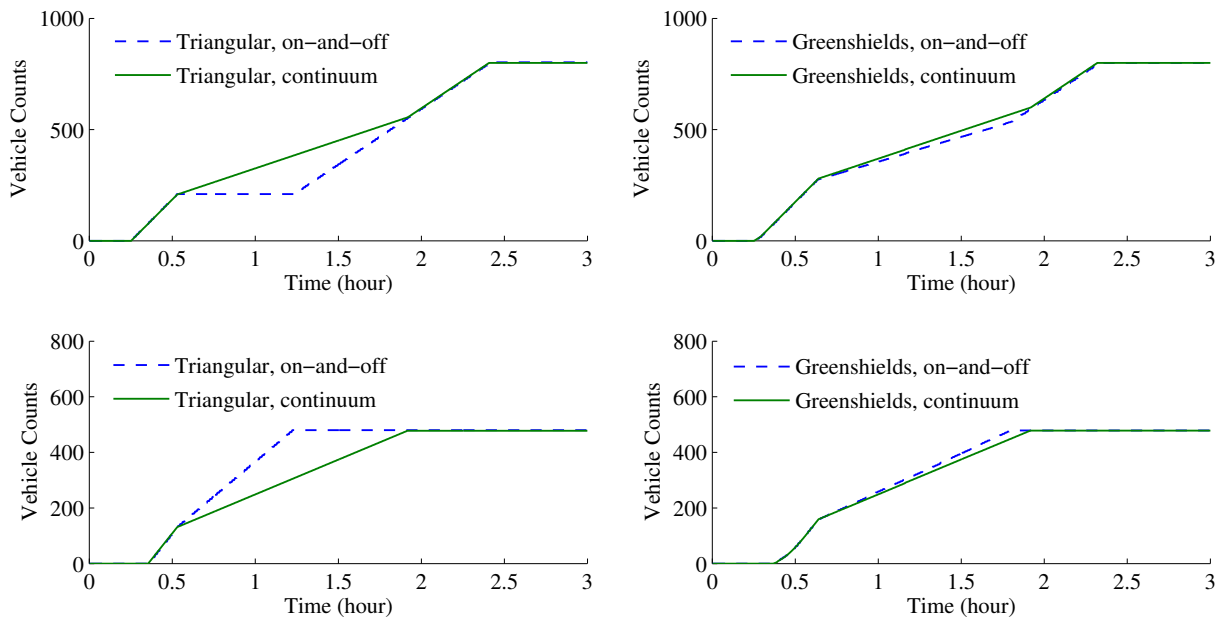 1000
500
0
Vehicle Counts
Triangular, on−and−off
Triangular, continuum
0 0.5 1 1.5 2 2.5 3
Time (hour)
1000
500
0
Vehicle Counts
Greenshields, on−and−off
Greenshields, continuum
0 0.5 1 1.5 2 2.5 3
Time (hour)
800
600
400
200
0
Vehicle Counts
Triangular, on−and−off
Triangular, continuum
0 0.5 1 1.5 2 2.5 3
Time (hour)
800
600
400
200
0
Vehicle Counts
Greenshields, on−and−off
Greenshields, continuum
0 0.5 1 1.5 2 2.5 3
Time (hour)